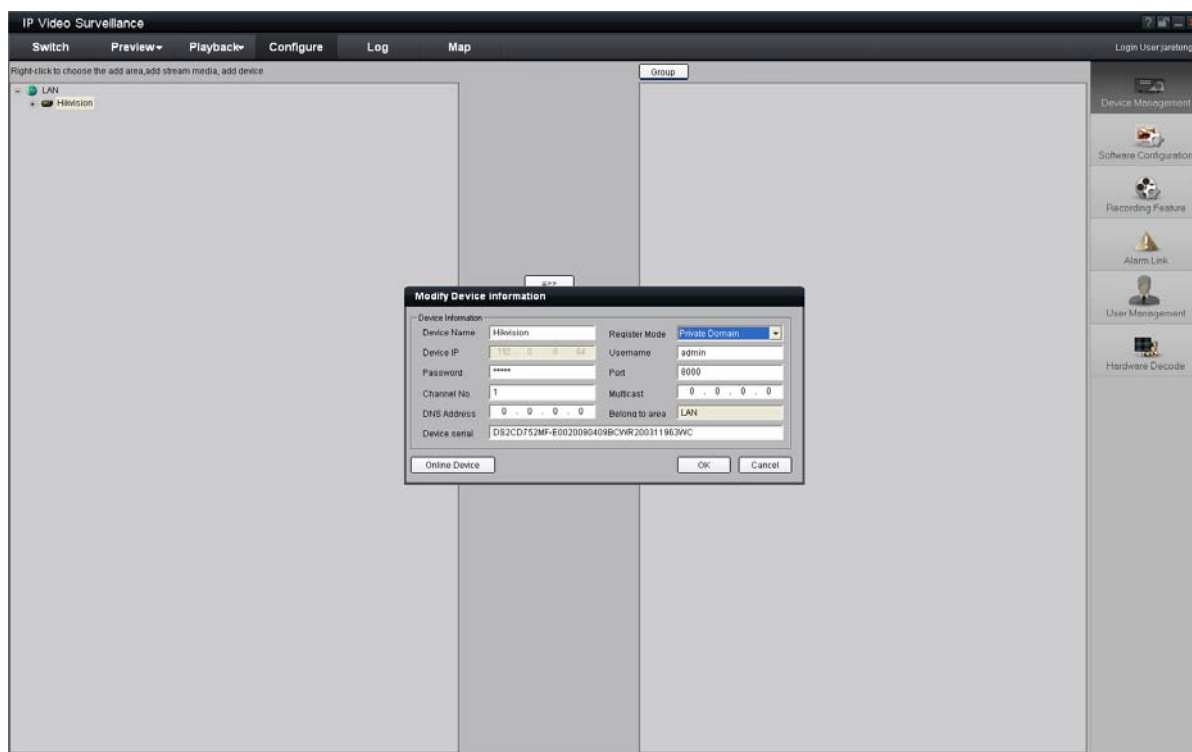 IP Video Surveillance
Switch Preview Playback Configure Log Map Login User:jaretong
Right-click to choose the add area,add stream media, add device
Group
LAN
Hikvision
Device Management
Software Configuration
Recording Feature
Alarm Link
User Management
Hardware Decode
Modify Device information
Device Information
Device Name Hikvision Register Mode Private Domain
Device IP 192 0 0 64 Username admin
Password ***** Port 8000
Channel No. 1 Multicast 0 . 0 . 0 . 0
DNS Address 0 . 0 . 0 . 0 Belong to area LAN
Device serial DS2CD752MF-E0020090409BCWR200311963WC
Online Device OK Cancel